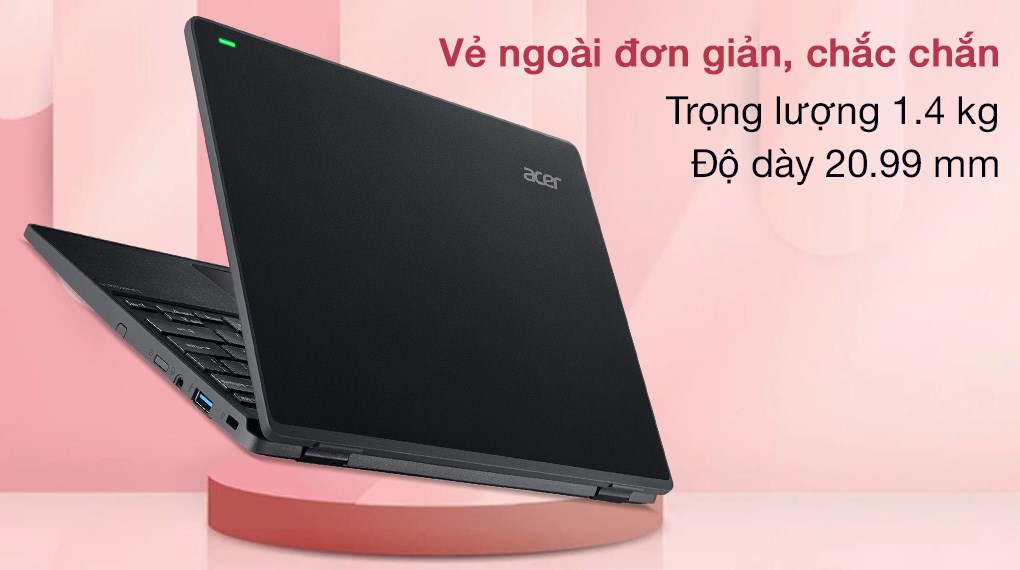 Vẻ ngoài đơn giản, chắc chắn
Trọng lượng 1.4 kg
Độ dày 20.99 mm
acer